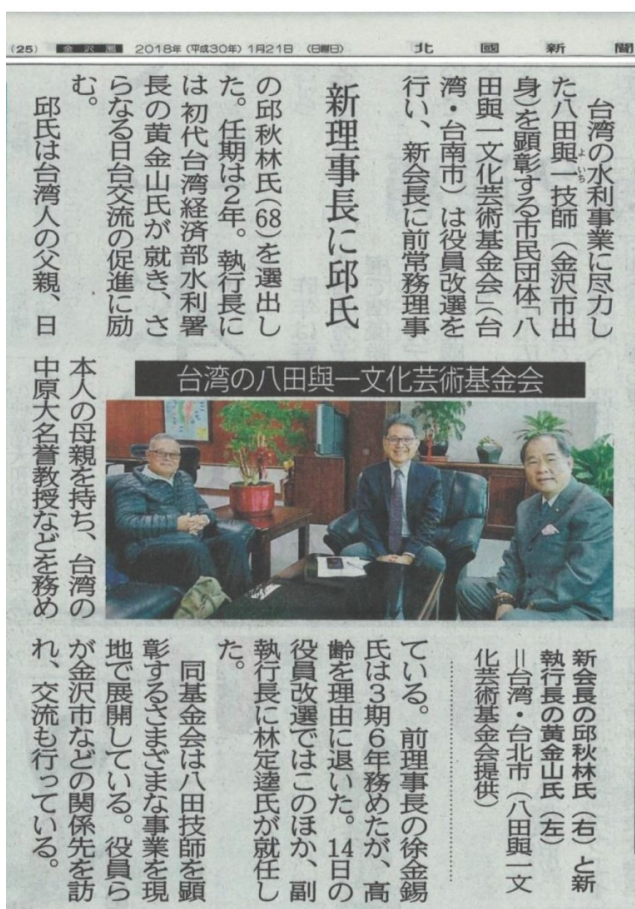 (25) 金沢圏 2018年(平成30年)1月21日 (日曜日) 北國新聞
台湾の水利事業に尽力し
よいち
た八田與一技師(金沢市出
身)を顕彰する市民団体「八
田與一文化芸術基金会」(台
湾・台南市)は役員改選を
行い、新会長に前常務理事
新理事長に邱氏
の邱秋林氏(68)を選出し
た。任期は2年。執行長に
は初代台湾経済部水利署
長の黄金山氏が就き、さ
らなる日台交流の促進に励
む。
邱氏は台湾人の父親、日
台湾の八田與一文化芸術基金会
本人の母親を持ち、台湾の
中原大名誉教授などを務め
新会長の邱秋林氏(右)と新
執行長の黄金山氏(左)
=台湾・台北市(八田與一文
化芸術基金会提供)
ている。前理事長の徐金錫
氏は3期6年務めたが、高
齢を理由に退いた。14日の
役員改選ではこのほか、副
執行長に林定逵氏が就任し
た。
同基金会は八田技師を顕
彰するさまざまな事業を現
地で展開している。役員ら
が金沢市などの関係先を訪
れ、交流も行っている。